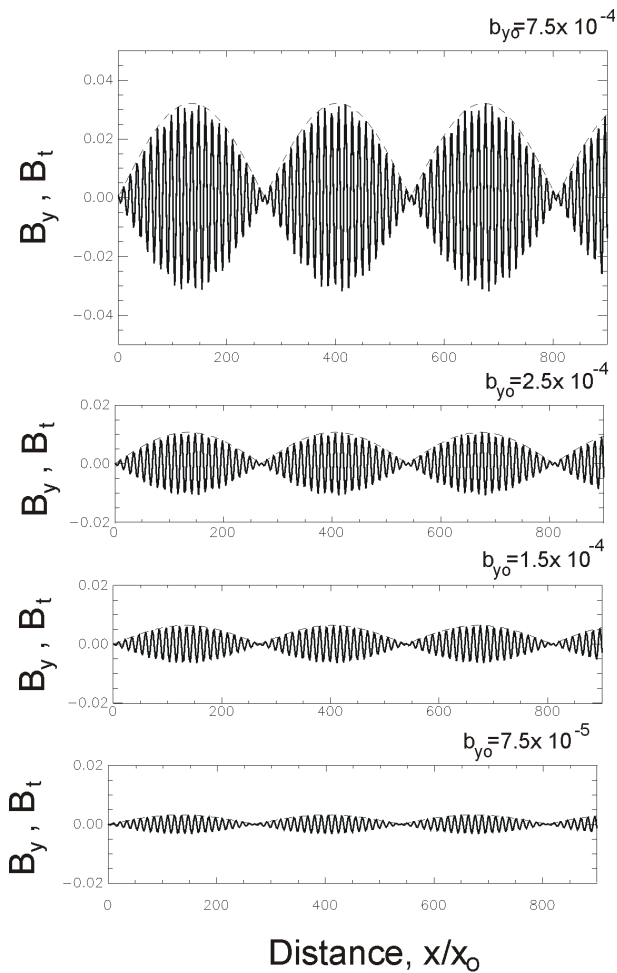 b_yo=7.5x 10^-4
0.04
0.02
0.00
−0.02
−0.04
B_y , B_t
0 200 400 600 800
b_yo=2.5x 10^-4
0.02
0.00
−0.02
B_y , B_t
0 200 400 600 800
b_yo=1.5x 10^-4
0.02
0.00
−0.02
B_y , B_t
0 200 400 600 800
b_yo=7.5x 10^-5
0.02
0.00
−0.02
B_y , B_t
0 200 400 600 800
Distance, x/x_o